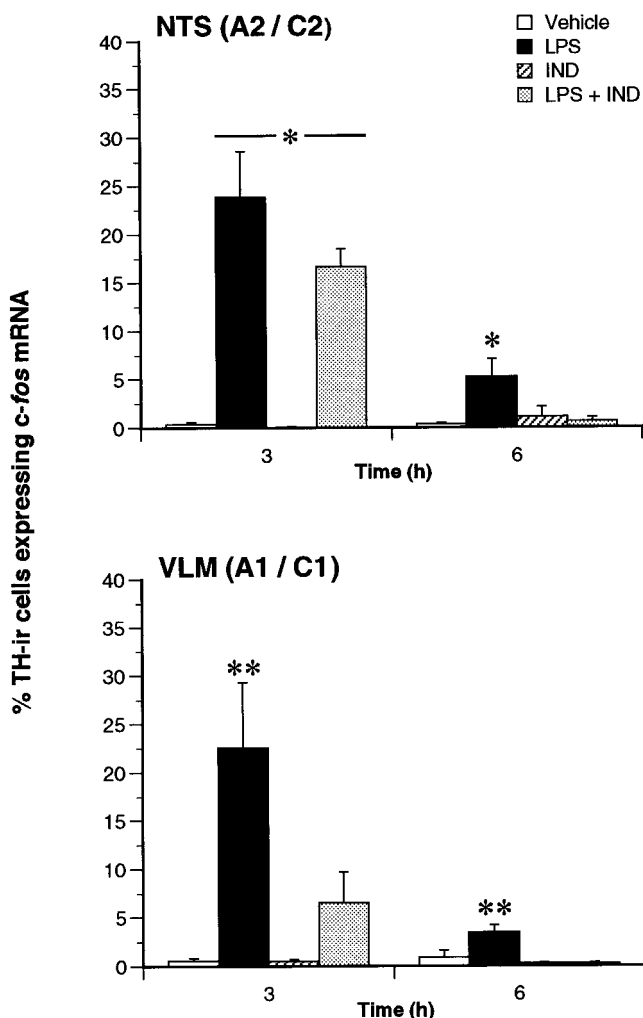 NTS (A2 / C2)
Vehicle
LPS
IND
LPS + IND
40
35
30
25
20
15
10
5
0
*
*
3
6
Time (h)
% TH-ir cells expressing c-fos mRNA
VLM (A1 / C1)
40
35
30
25
20
15
10
5
0
**
**
3
6
Time (h)